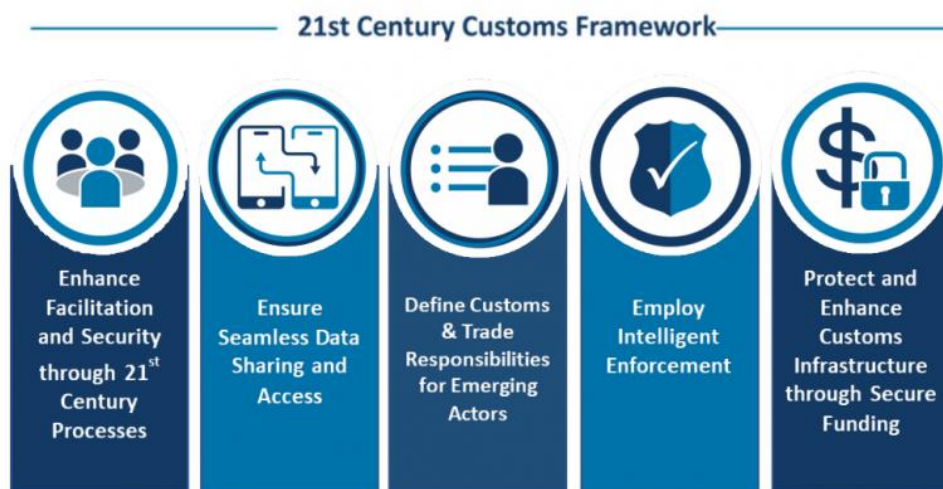 21st Century Customs Framework
Enhance
Facilitation
and Security
through 21st
Century
Processes
Ensure
Seamless Data
Sharing and
Access
Define Customs
& Trade
Responsibilities
for Emerging
Actors
Employ
Intelligent
Enforcement
Protect and
Enhance
Customs
Infrastructure
through Secure
Funding